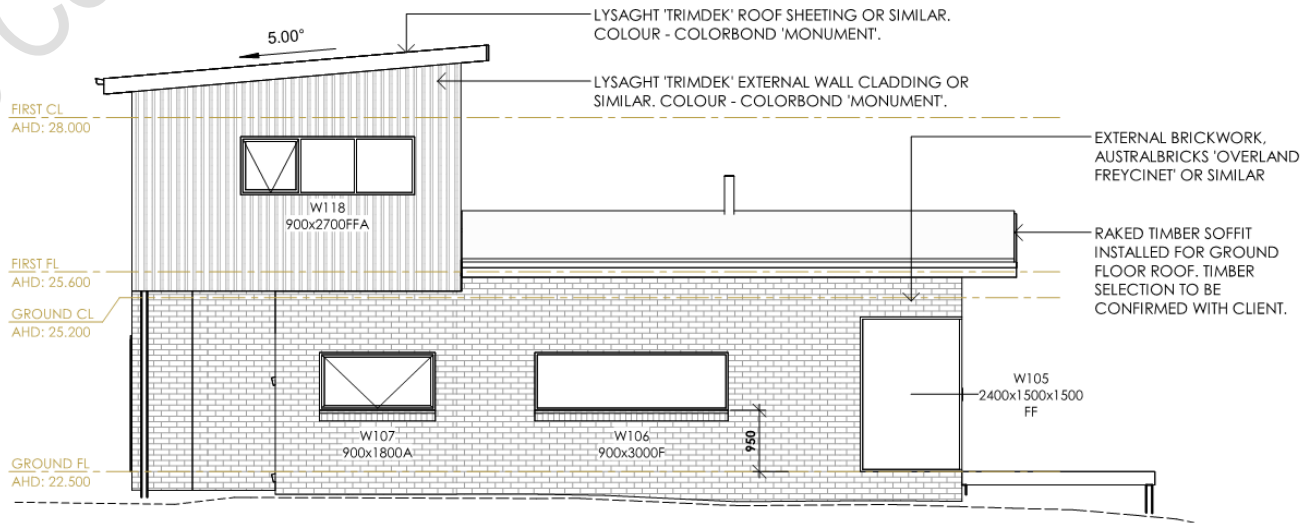 LYSAGHT 'TRIMDEK' ROOF SHEETING OR SIMILAR.
COLOUR - COLORBOND 'MONUMENT'.
5.00°
LYSAGHT 'TRIMDEK' EXTERNAL WALL CLADDING OR
SIMILAR. COLOUR - COLORBOND 'MONUMENT'.
FIRST CL
AHD: 28.000
EXTERNAL BRICKWORK,
AUSTRALBRICKS 'OVERLAND
FREYCINET' OR SIMILAR
W118
900x2700FFA
RAKED TIMBER SOFFIT
INSTALLED FOR GROUND
FLOOR ROOF. TIMBER
SELECTION TO BE
CONFIRMED WITH CLIENT.
FIRST FL
AHD: 25.600
GROUND CL
AHD: 25.200
W105
2400x1500x1500
FF
W107
900x1800A
W106
900x3000F
950
GROUND FL
AHD: 22.500